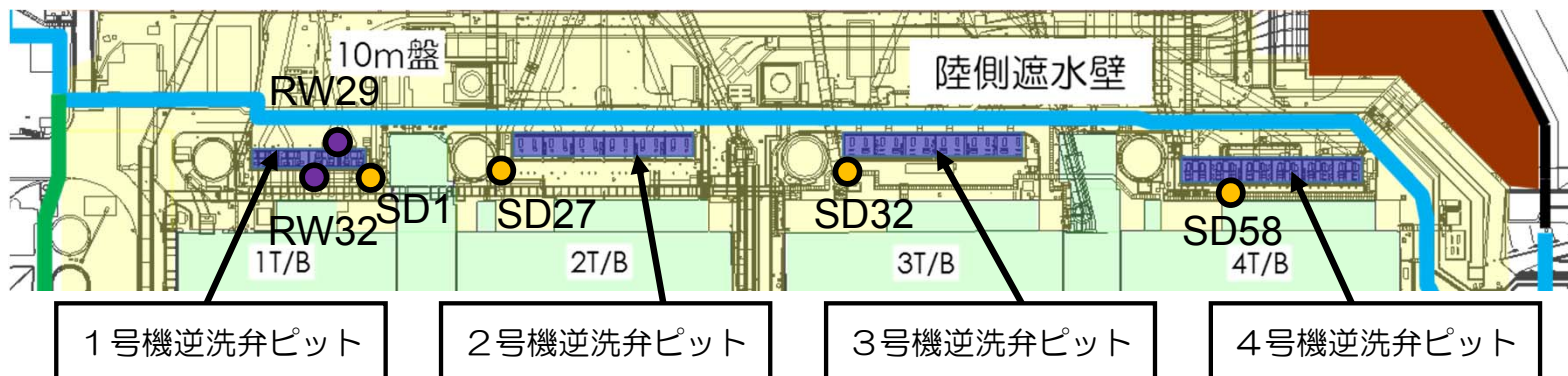 10m盤
陸側遮水壁
RW29
RW32
SD1
SD27
SD32
SD58
1T/B
2T/B
3T/B
4T/B
1号機逆洗弁ピット
2号機逆洗弁ピット
3号機逆洗弁ピット
4号機逆洗弁ピット